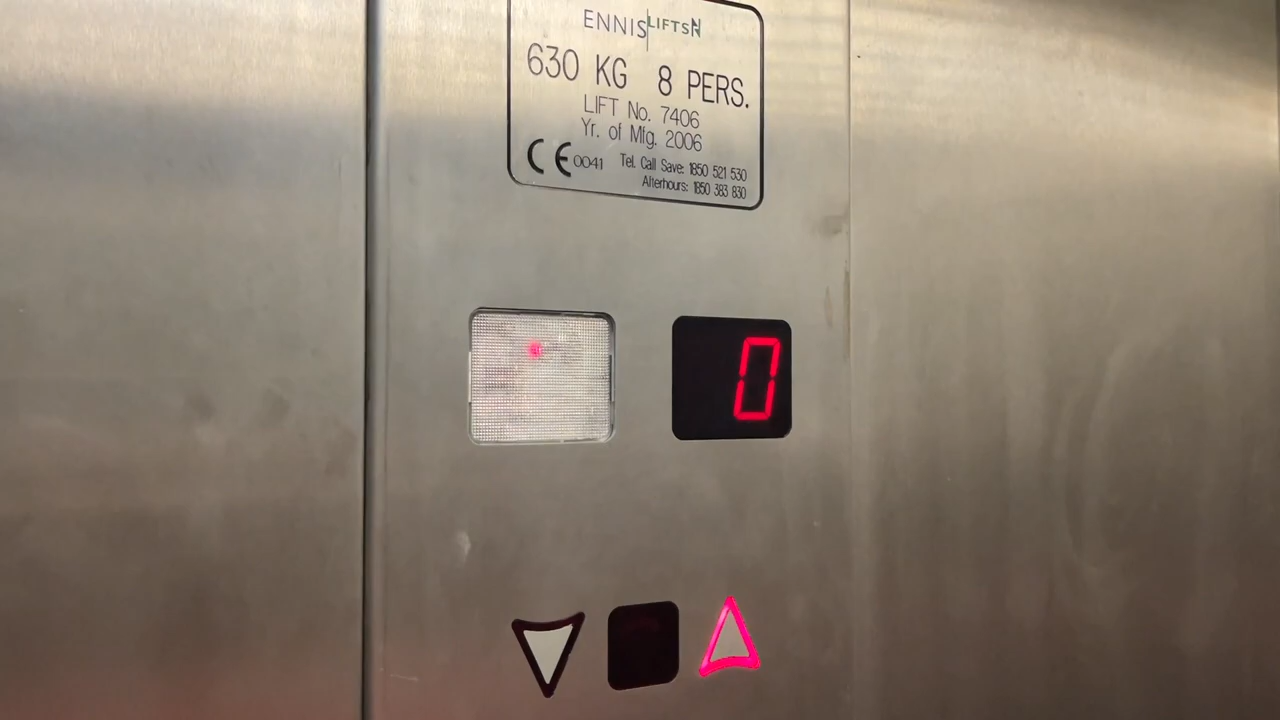 ENNIS LIFTS
630 KG 8 PERS.
LIFT No. 7406
Yr. of Mfg. 2006
CE 0041 Tel. Call Save: 1850 521 530
Afterhours: 1850 383 830
0